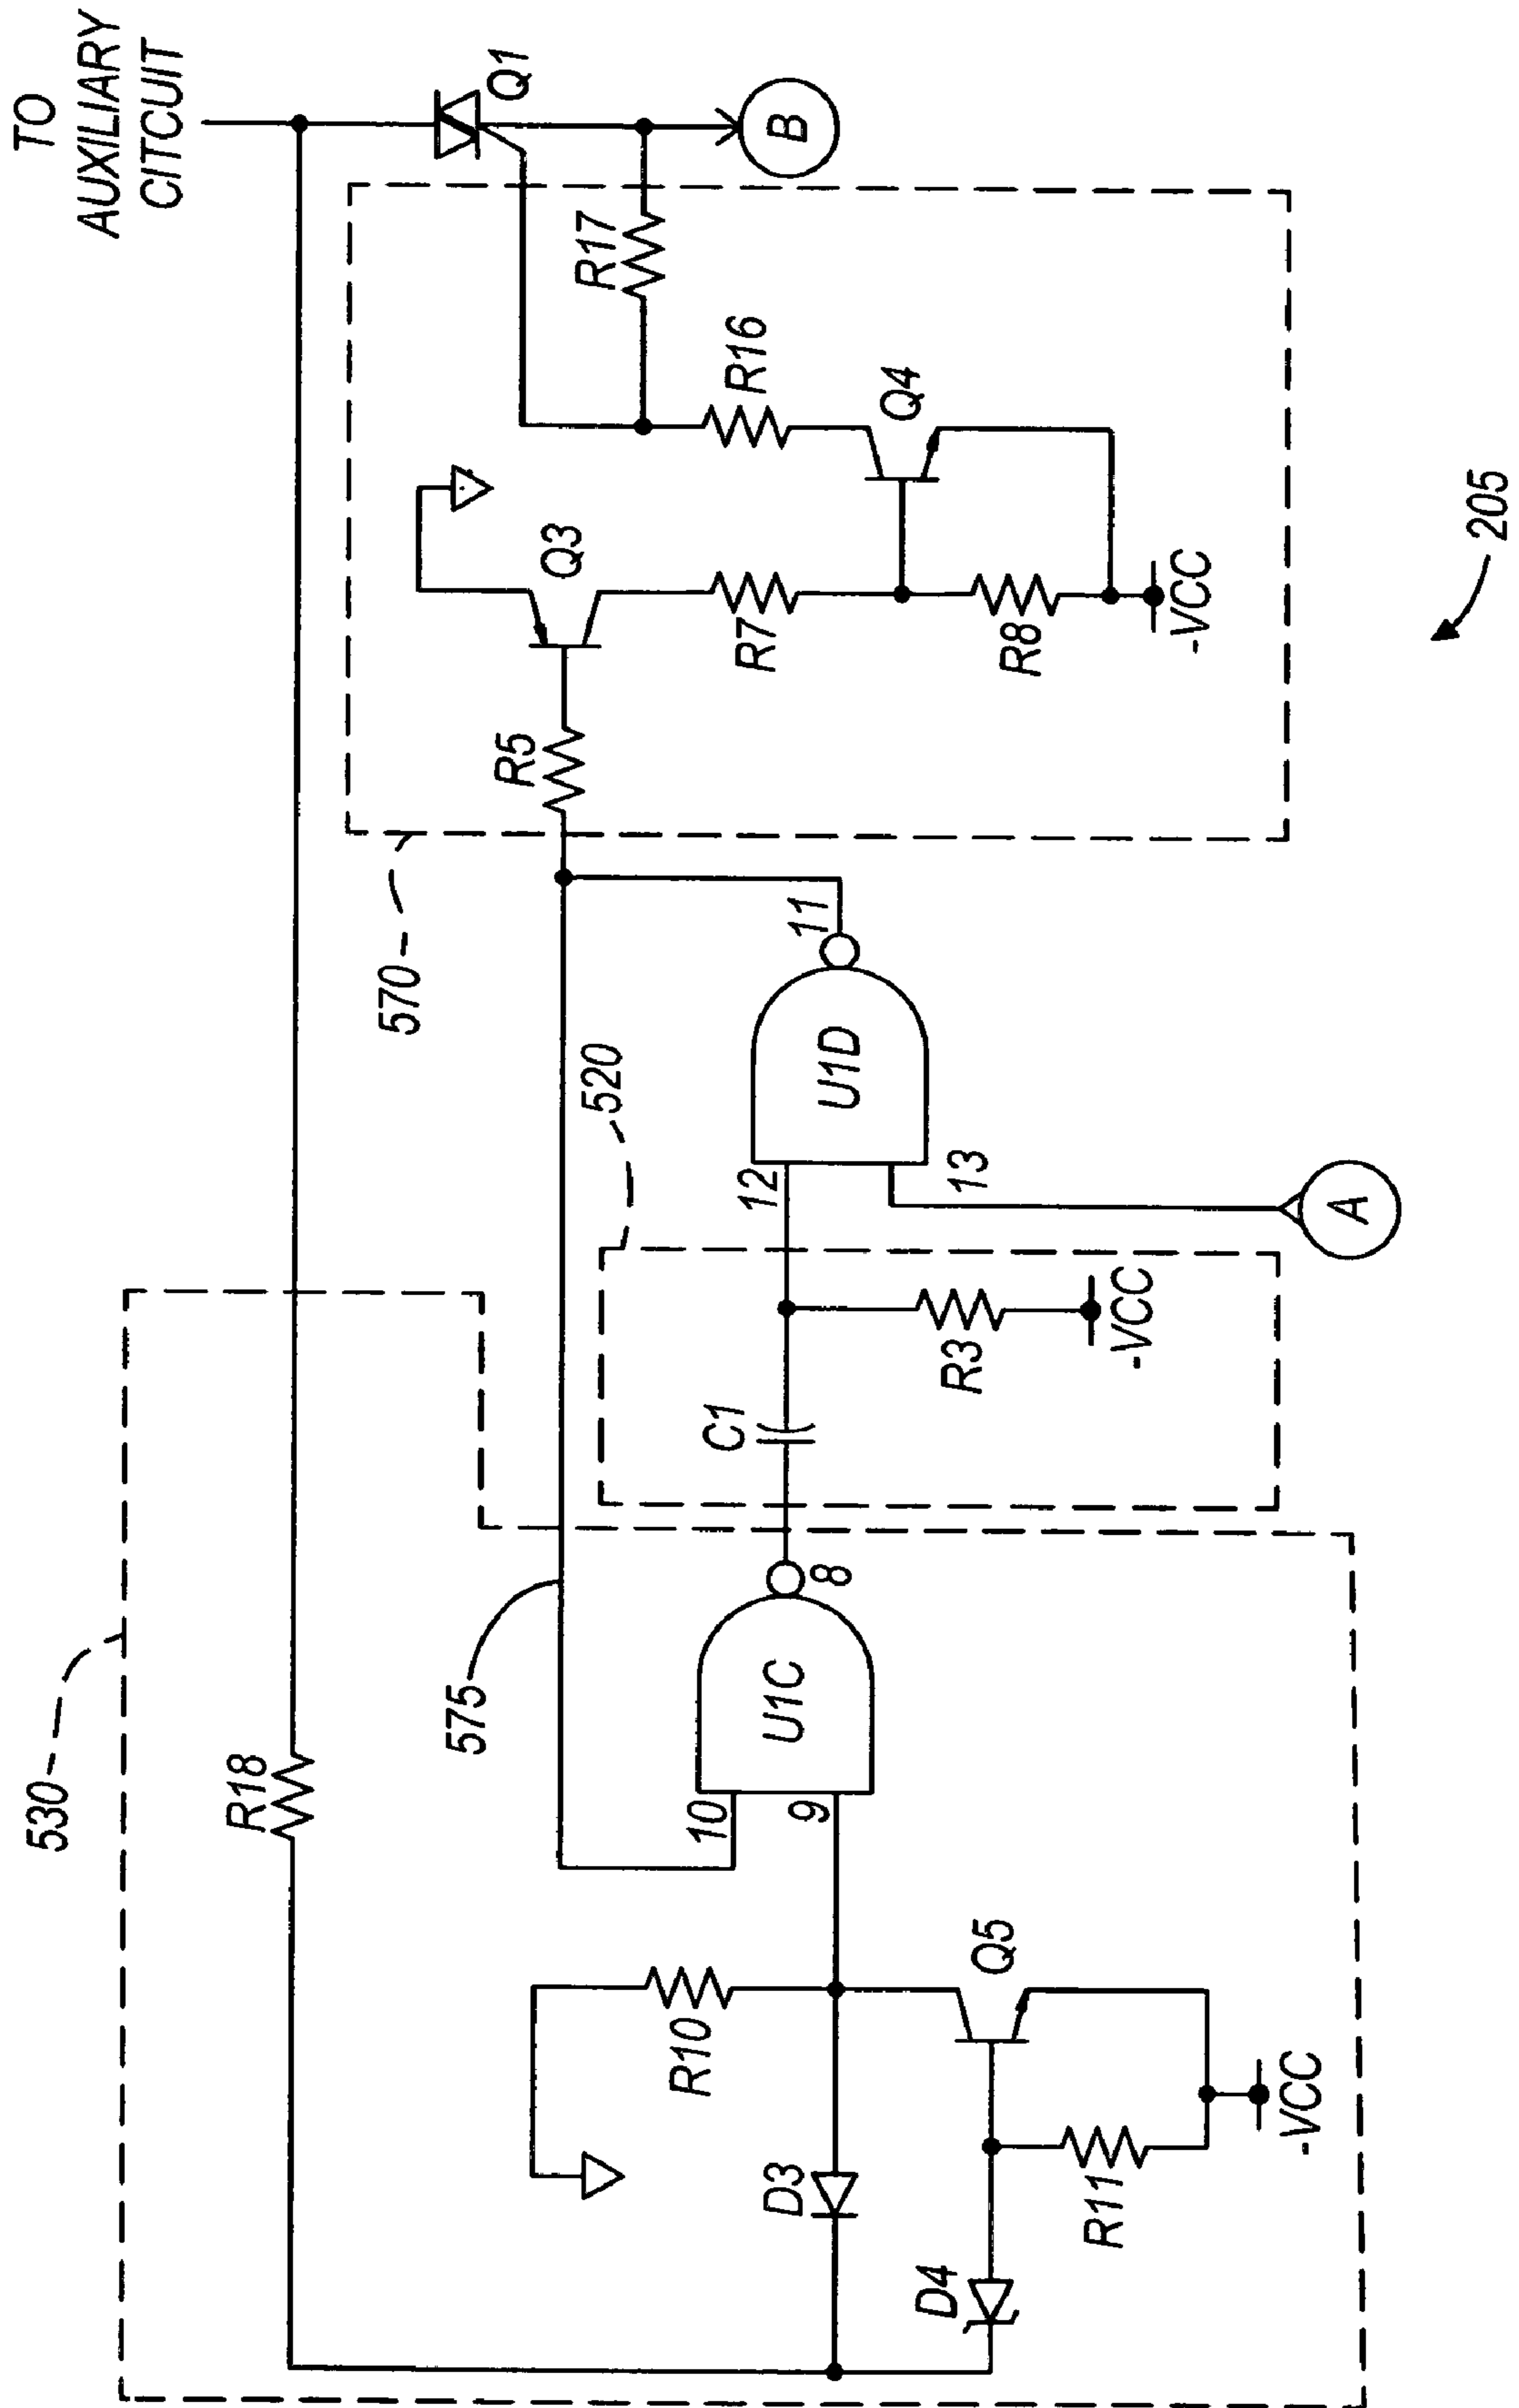 TO
AUXILIARY
CITCUIT
Q1
B
R17
R16
Q4
Q3
R7
R8
-VCC
205
R5
570
520
U1D
11
12
13
A
R3
-VCC
C1
530
R18
575
U1C
8
10
9
R10
Q5
D3
D4
R11
-VCC